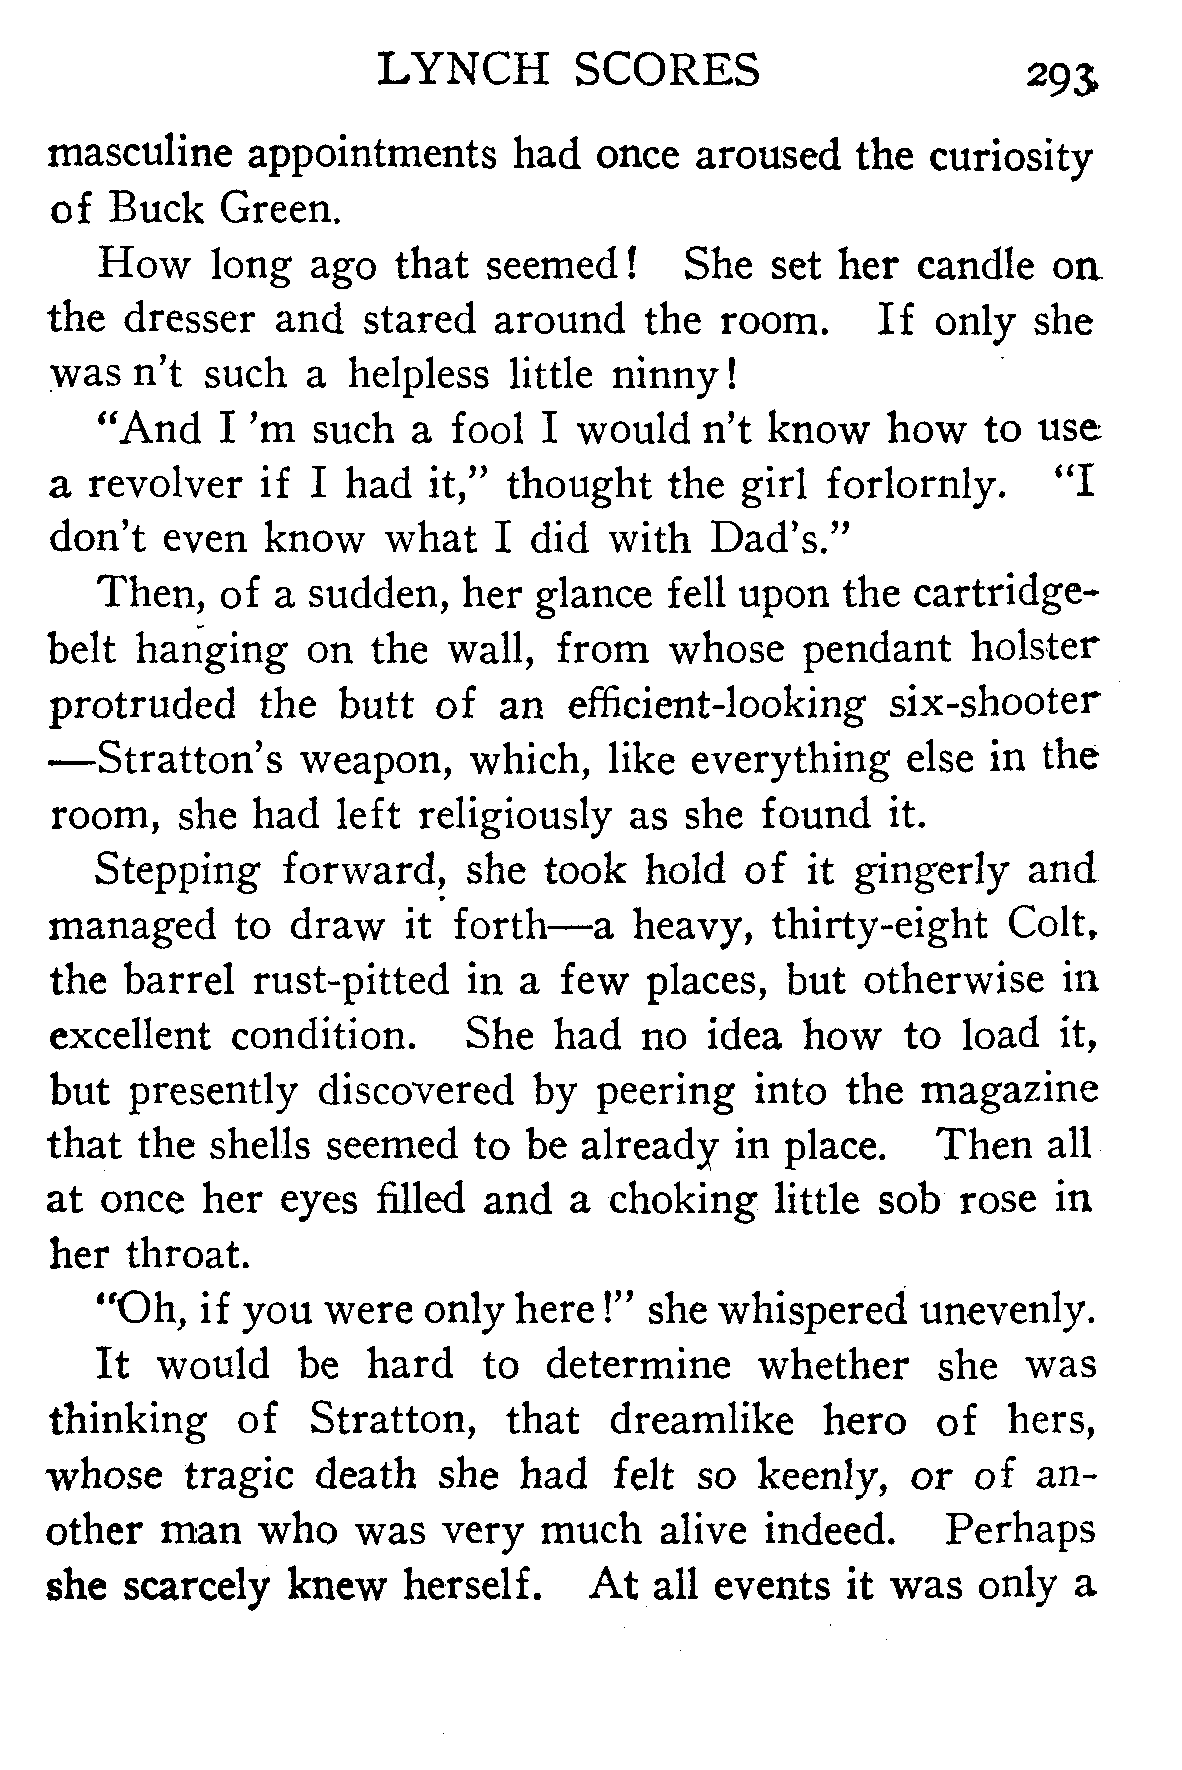 LYNCH SCORES 293
masculine appointments had once aroused the curiosity
of Buck Green.
How long ago that seemed! She set her candle on
the dresser and stared around the room. If only she
was n't such a helpless little ninny!
"And I 'm such a fool I would n't know how to use
a revolver if I had it," thought the girl forlornly. "I
don't even know what I did with Dad's."
Then, of a sudden, her glance fell upon the cartridge-
belt hanging on the wall, from whose pendant holster
protruded the butt of an efficient-looking six-shooter
—Stratton's weapon, which, like everything else in the
room, she had left religiously as she found it.
Stepping forward, she took hold of it gingerly and
managed to draw it forth—a heavy, thirty-eight Colt,
the barrel rust-pitted in a few places, but otherwise in
excellent condition. She had no idea how to load it,
but presently discovered by peering into the magazine
that the shells seemed to be already in place. Then all
at once her eyes filled and a choking little sob rose in
her throat.
"Oh, if you were only here!" she whispered unevenly.
It would be hard to determine whether she was
thinking of Stratton, that dreamlike hero of hers,
whose tragic death she had felt so keenly, or of an-
other man who was very much alive indeed. Perhaps
she scarcely knew herself. At all events it was only a